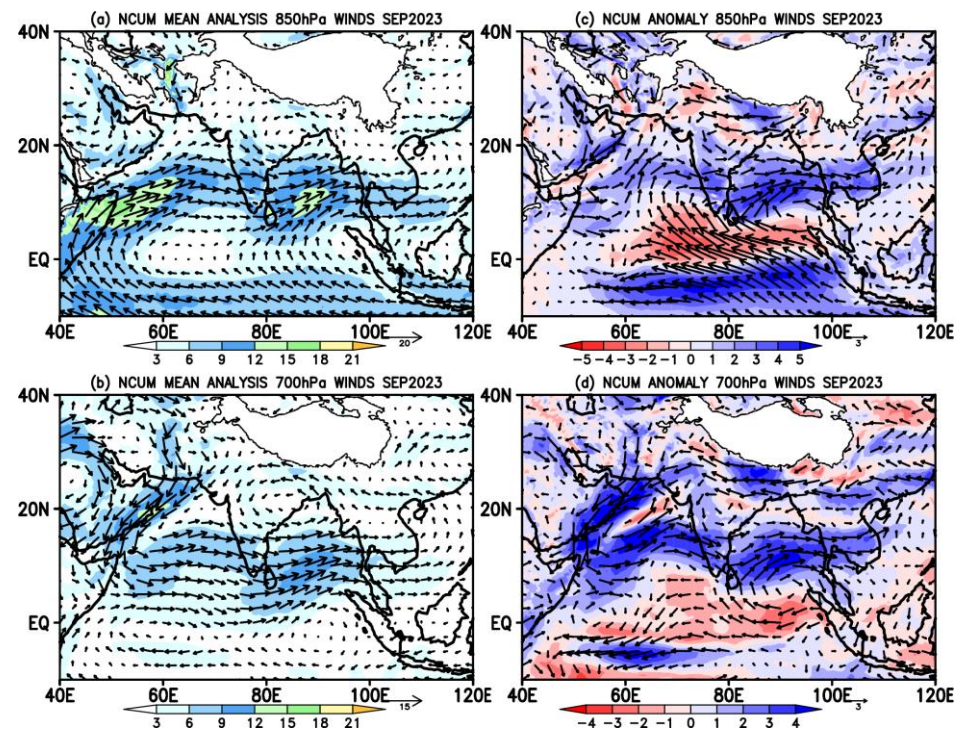 (a) NCUM MEAN ANALYSIS 850hPa WINDS SEP2023
40N
20N
EQ
40E 60E 80E 100E 120E
3 6 9 12 15 18 21
20
(c) NCUM ANOMALY 850hPa WINDS SEP2023
40N
20N
EQ
40E 60E 80E 100E 120E
-5 -4 -3 -2 -1 0 1 2 3 4 5
3
(b) NCUM MEAN ANALYSIS 700hPa WINDS SEP2023
40N
20N
EQ
40E 60E 80E 100E 120E
3 6 9 12 15 18 21
15
(d) NCUM ANOMALY 700hPa WINDS SEP2023
40N
20N
EQ
40E 60E 80E 100E 120E
-4 -3 -2 -1 0 1 2 3 4
3